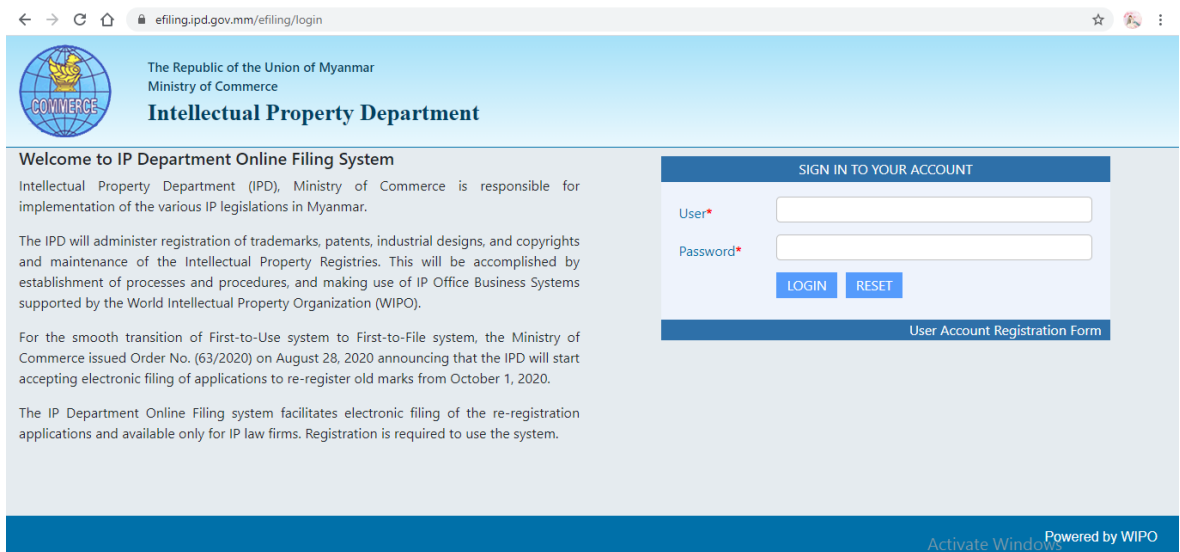 efiling.ipd.gov.mm/efiling/login
COMMERCE
The Republic of the Union of Myanmar
Ministry of Commerce
Intellectual Property Department
Welcome to IP Department Online Filing System
Intellectual Property Department (IPD), Ministry of Commerce is responsible for
implementation of the various IP legislations in Myanmar.
The IPD will administer registration of trademarks, patents, industrial designs, and copyrights
and maintenance of the Intellectual Property Registries. This will be accomplished by
establishment of processes and procedures, and making use of IP Office Business Systems
supported by the World Intellectual Property Organization (WIPO).
For the smooth transition of First-to-Use system to First-to-File system, the Ministry of
Commerce issued Order No. (63/2020) on August 28, 2020 announcing that the IPD will start
accepting electronic filing of applications to re-register old marks from October 1, 2020.
The IP Department Online Filing system facilitates electronic filing of the re-registration
applications and available only for IP law firms. Registration is required to use the system.
SIGN IN TO YOUR ACCOUNT
User*
Password*
LOGIN RESET
User Account Registration Form
Powered by WIPO
Activate Windows